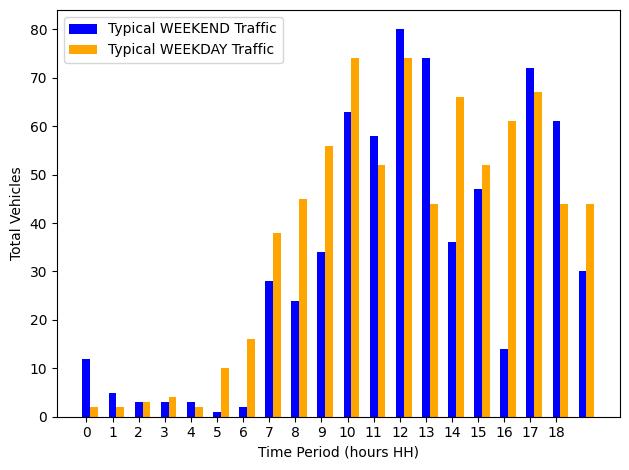 Typical WEEKEND Traffic
Typical WEEKDAY Traffic
80
70
60
50
40
30
20
10
0
Total Vehicles
0 1 2 3 4 5 6 7 8 9 10 11 12 13 14 15 16 17 18
Time Period (hours HH)